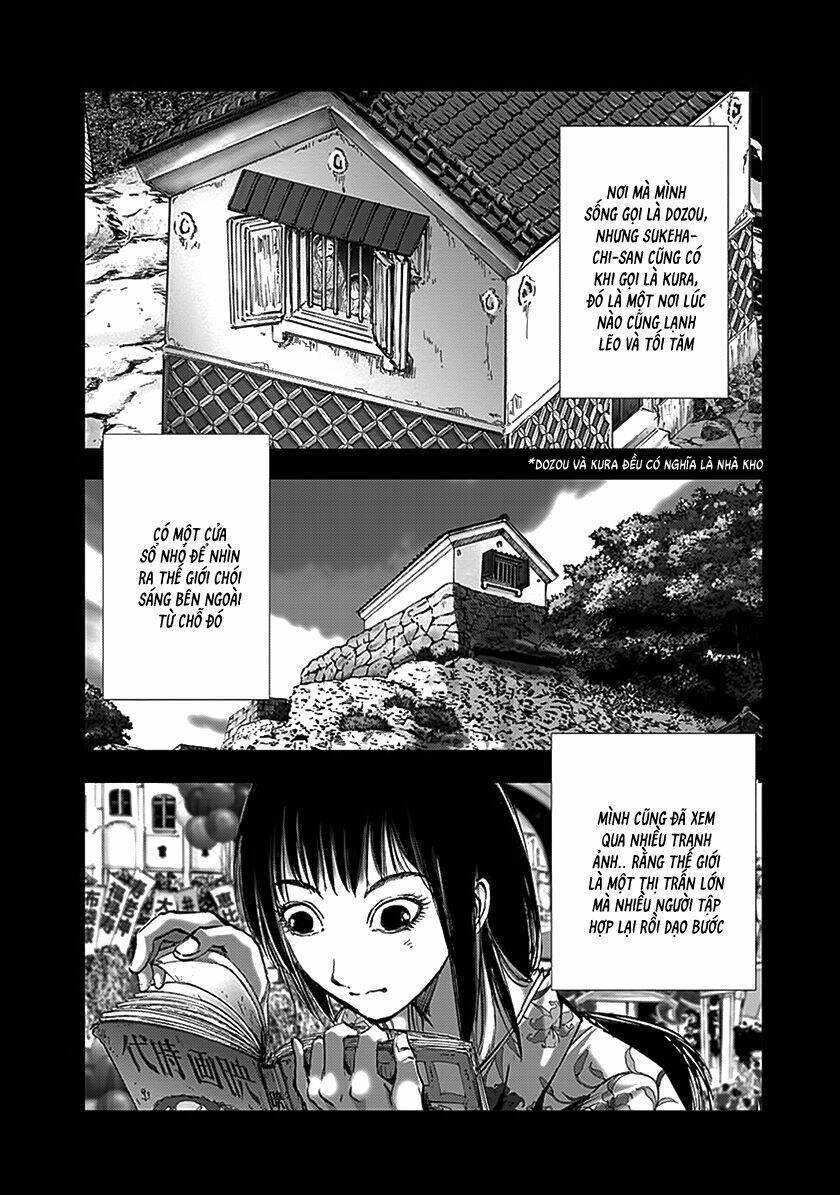 NƠI MÀ MÌNH
SỐNG GỌI LÀ DOZOU,
NHƯNG SUKEHA-
CHI-SAN CŨNG CÓ
KHI GỌI LÀ KURA,
ĐÓ LÀ MỘT NƠI LÚC
NÀO CŨNG LẠNH
LẼO VÀ TỐI TĂM
*DOZOU VÀ KURA ĐỀU CÓ NGHĨA LÀ NHÀ KHO
CÓ MỘT CỬA
SỔ NHỎ ĐỂ NHÌN
RA THẾ GIỚI CHÓI
SÁNG BÊN NGOÀI
TỪ CHỖ ĐÓ
MÌNH CŨNG ĐÃ XEM
QUA NHIỀU TRANH
ẢNH.. RẰNG THẾ GIỚI
LÀ MỘT THỊ TRẤN LỚN
MÀ NHIỀU NGƯỜI TẬP
HỢP LẠI RỒI DẠO BƯỚC
代時画映